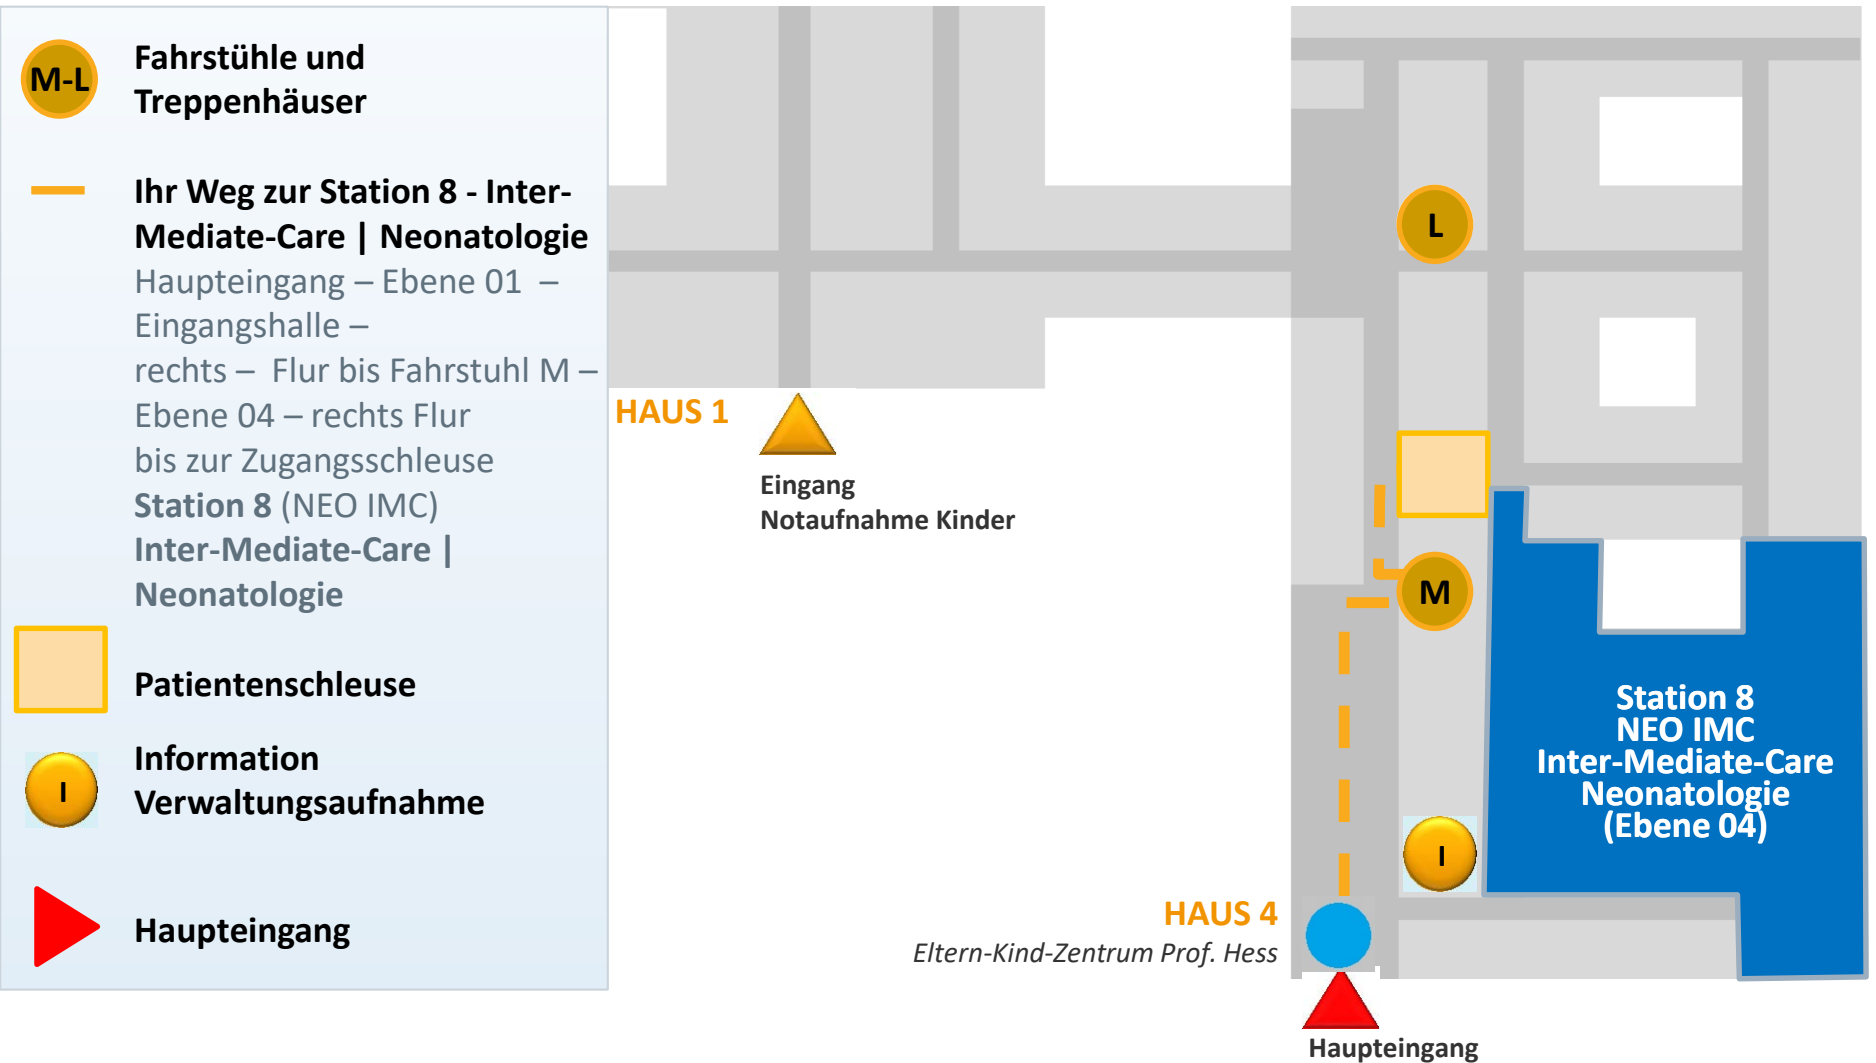 M-L
Fahrstühle und
Treppenhäuser
Ihr Weg zur Station 8 - Inter-
Mediate-Care | Neonatologie
Haupteingang – Ebene 01 –
Eingangshalle –
rechts – Flur bis Fahrstuhl M –
Ebene 04 – rechts Flur
bis zur Zugangsschleuse
Station 8 (NEO IMC)
Inter-Mediate-Care |
Neonatologie
Patientenschleuse
I
Information
Verwaltungsaufnahme
Haupteingang
HAUS 1
Eingang
Notaufnahme Kinder
L
M
Station 8
NEO IMC
Inter-Mediate-Care
Neonatologie
(Ebene 04)
I
HAUS 4
Eltern-Kind-Zentrum Prof. Hess
Haupteingang